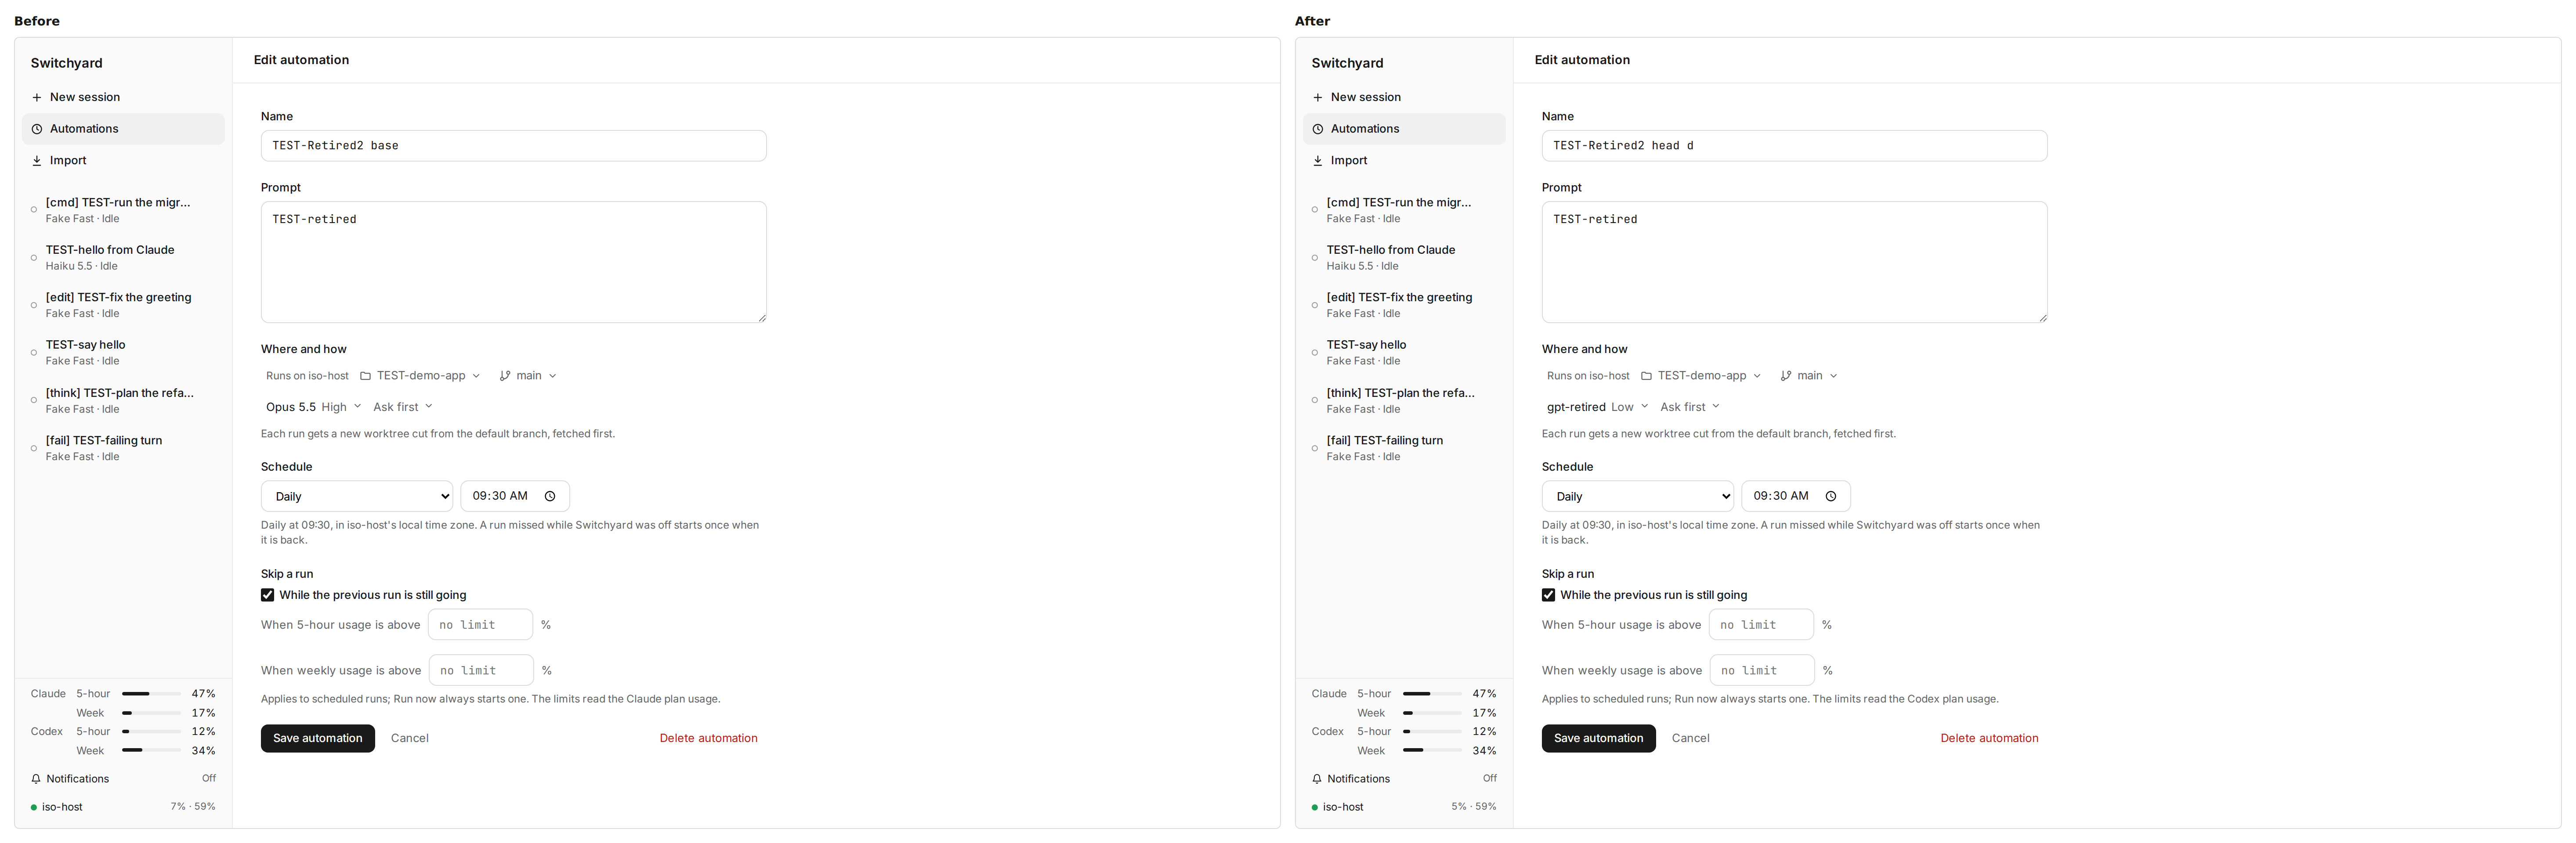 Before
Switchyard
New session
Automations
Import
[cmd] TEST-run the migr...
Fake Fast · Idle
TEST-hello from Claude
Haiku 5.5 · Idle
[edit] TEST-fix the greeting
Fake Fast · Idle
TEST-say hello
Fake Fast · Idle
[think] TEST-plan the refa...
Fake Fast · Idle
[fail] TEST-failing turn
Fake Fast · Idle
Claude 5-hour 47%
Week 17%
Codex 5-hour 12%
Week 34%
Notifications Off
iso-host 7% · 59%
Edit automation
Name
TEST-Retired2 base
Prompt
TEST-retired
Where and how
Runs on iso-host TEST-demo-app main
Opus 5.5 High Ask first
Each run gets a new worktree cut from the default branch, fetched first.
Schedule
Daily 09:30 AM
Daily at 09:30, in iso-host's local time zone. A run missed while Switchyard was off starts once when
it is back.
Skip a run
While the previous run is still going
When 5-hour usage is above no limit %
When weekly usage is above no limit %
Applies to scheduled runs; Run now always starts one. The limits read the Claude plan usage.
Save automation Cancel Delete automation
After
Switchyard
New session
Automations
Import
[cmd] TEST-run the migr...
Fake Fast · Idle
TEST-hello from Claude
Haiku 5.5 · Idle
[edit] TEST-fix the greeting
Fake Fast · Idle
TEST-say hello
Fake Fast · Idle
[think] TEST-plan the refa...
Fake Fast · Idle
[fail] TEST-failing turn
Fake Fast · Idle
Claude 5-hour 47%
Week 17%
Codex 5-hour 12%
Week 34%
Notifications Off
iso-host 5% · 59%
Edit automation
Name
TEST-Retired2 head d
Prompt
TEST-retired
Where and how
Runs on iso-host TEST-demo-app main
gpt-retired Low Ask first
Each run gets a new worktree cut from the default branch, fetched first.
Schedule
Daily 09:30 AM
Daily at 09:30, in iso-host's local time zone. A run missed while Switchyard was off starts once when
it is back.
Skip a run
While the previous run is still going
When 5-hour usage is above no limit %
When weekly usage is above no limit %
Applies to scheduled runs; Run now always starts one. The limits read the Codex plan usage.
Save automation Cancel Delete automation